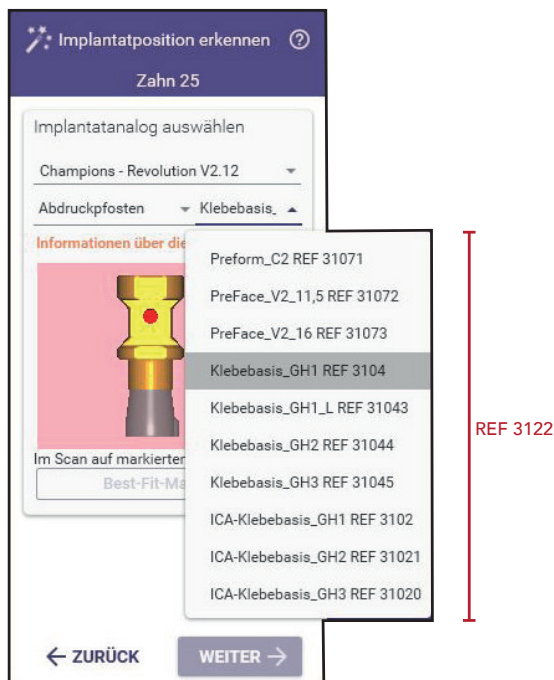 Implantatposition erkennen ?
Zahn 25
Implantatanalog auswählen
Champions - Revolution V2.12
Abdruckpfosten Klebebasis_
Informationen über die
Preform_C2 REF 31071
PreFace_V2_11,5 REF 31072
PreFace_V2_16 REF 31073
Klebebasis_GH1 REF 3104
Klebebasis_GH1_L REF 31043
Klebebasis_GH2 REF 31044
Klebebasis_GH3 REF 31045
ICA-Klebebasis_GH1 REF 3102
ICA-Klebebasis_GH2 REF 31021
ICA-Klebebasis_GH3 REF 31020
REF 3122
Im Scan auf markierten
Best-Fit-Ma
← ZURÜCK WEITER →